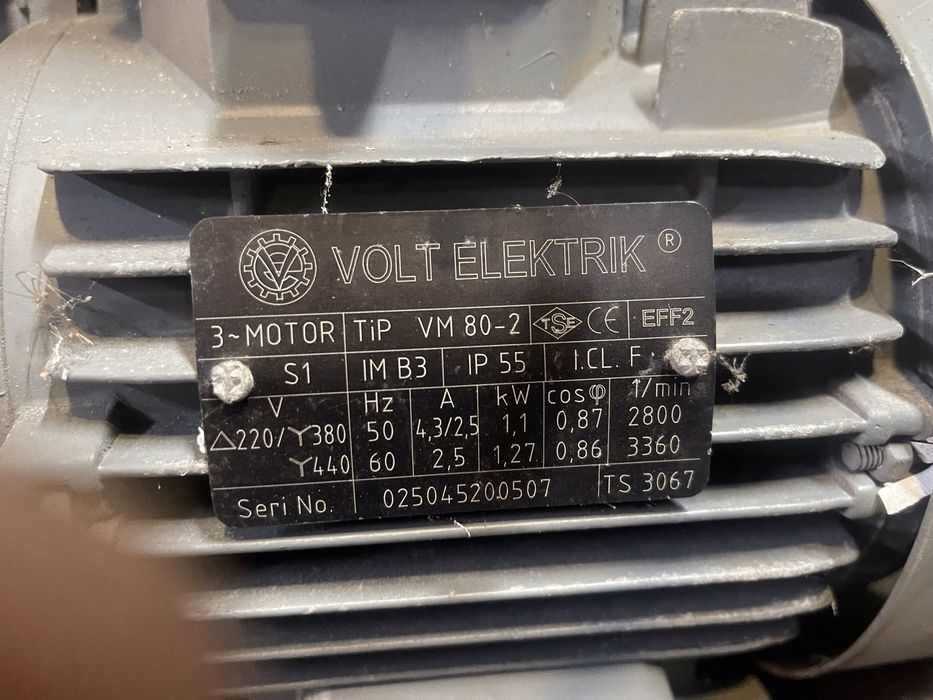 VOLT ELEKTRIK ®
3~MOTOR TiP VM 80-2 TSE CE EFF2
S1 IM B3 IP 55 I.CL. F
V Hz A kW cosφ 1/min
△220/Y380 50 4,3/2,5 1,1 0,87 2800
Y440 60 2,5 1,27 0,86 3360
Seri No. 025045200507 TS 3067